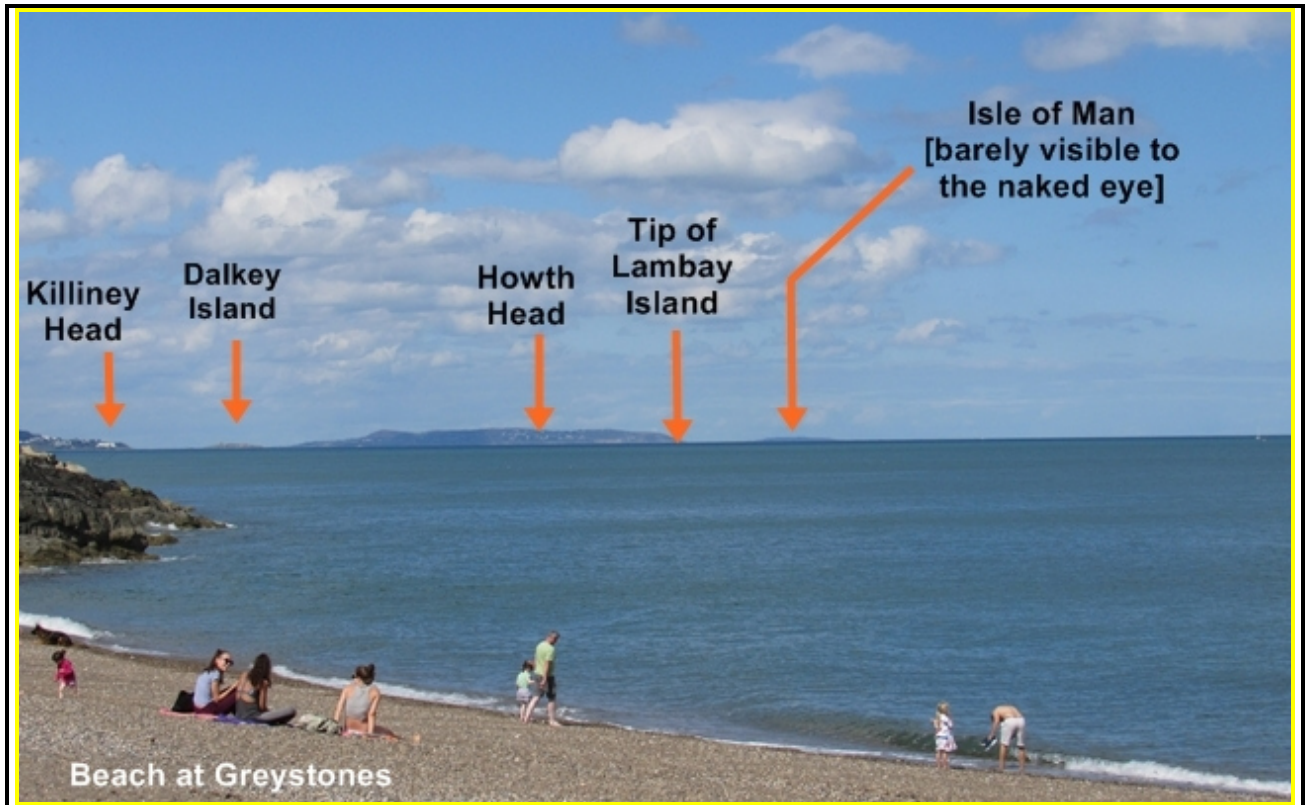 Isle of Man
[barely visible to
the naked eye]
Tip of
Lambay
Island
Killiney
Head
Dalkey
Island
Howth
Head
Beach at Greystones